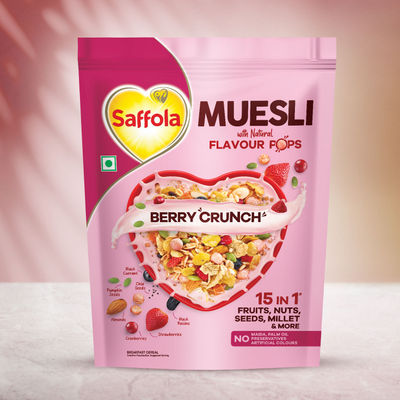 Saffola
MUESLI
with Natural
FLAVOUR POPS
BERRY CRUNCH
Black Currant
Chia Seeds
Pumpkin Seeds
Almonds
Cranberries
Strawberries
Black Raisins
15 IN 1*
FRUITS, NUTS,
SEEDS, MILLET
& MORE
NO MAIDA, PALM OIL
PRESERVATIVES
ARTIFICIAL COLOURS
BREAKFAST CEREAL